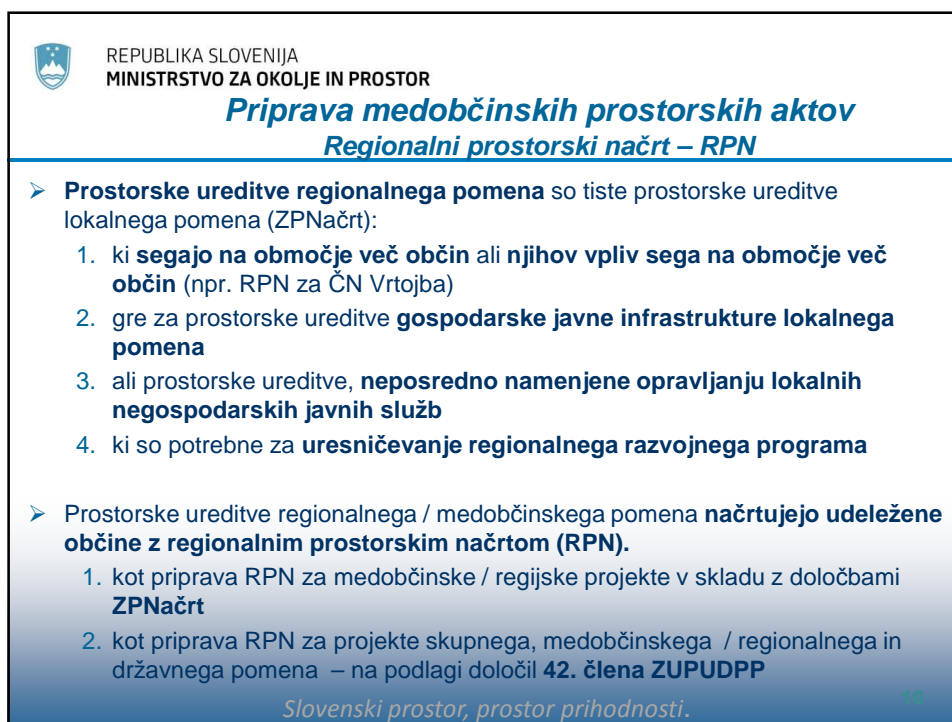 REPUBLIKA SLOVENIJA
MINISTRSTVO ZA OKOLJE IN PROSTOR
Priprava medobčinskih prostorskih aktov
Regionalni prostorski načrt – RPN
➢ Prostorske ureditve regionalnega pomena so tiste prostorske ureditve
lokalnega pomena (ZPNačrt):
1. ki segajo na območje več občin ali njihov vpliv sega na območje več
občin (npr. RPN za ČN Vrtojba)
2. gre za prostorske ureditve gospodarske javne infrastrukture lokalnega
pomena
3. ali prostorske ureditve, neposredno namenjene opravljanju lokalnih
negospodarskih javnih služb
4. ki so potrebne za uresničevanje regionalnega razvojnega programa
➢ Prostorske ureditve regionalnega / medobčinskega pomena načrtujejo udeležene
občine z regionalnim prostorskim načrtom (RPN).
1. kot priprava RPN za medobčinske / regijske projekte v skladu z določbami
ZPNačrt
2. kot priprava RPN za projekte skupnega, medobčinskega / regionalnega in
državnega pomena – na podlagi določil 42. člena ZUPUDPP
Slovenski prostor, prostor prihodnosti.